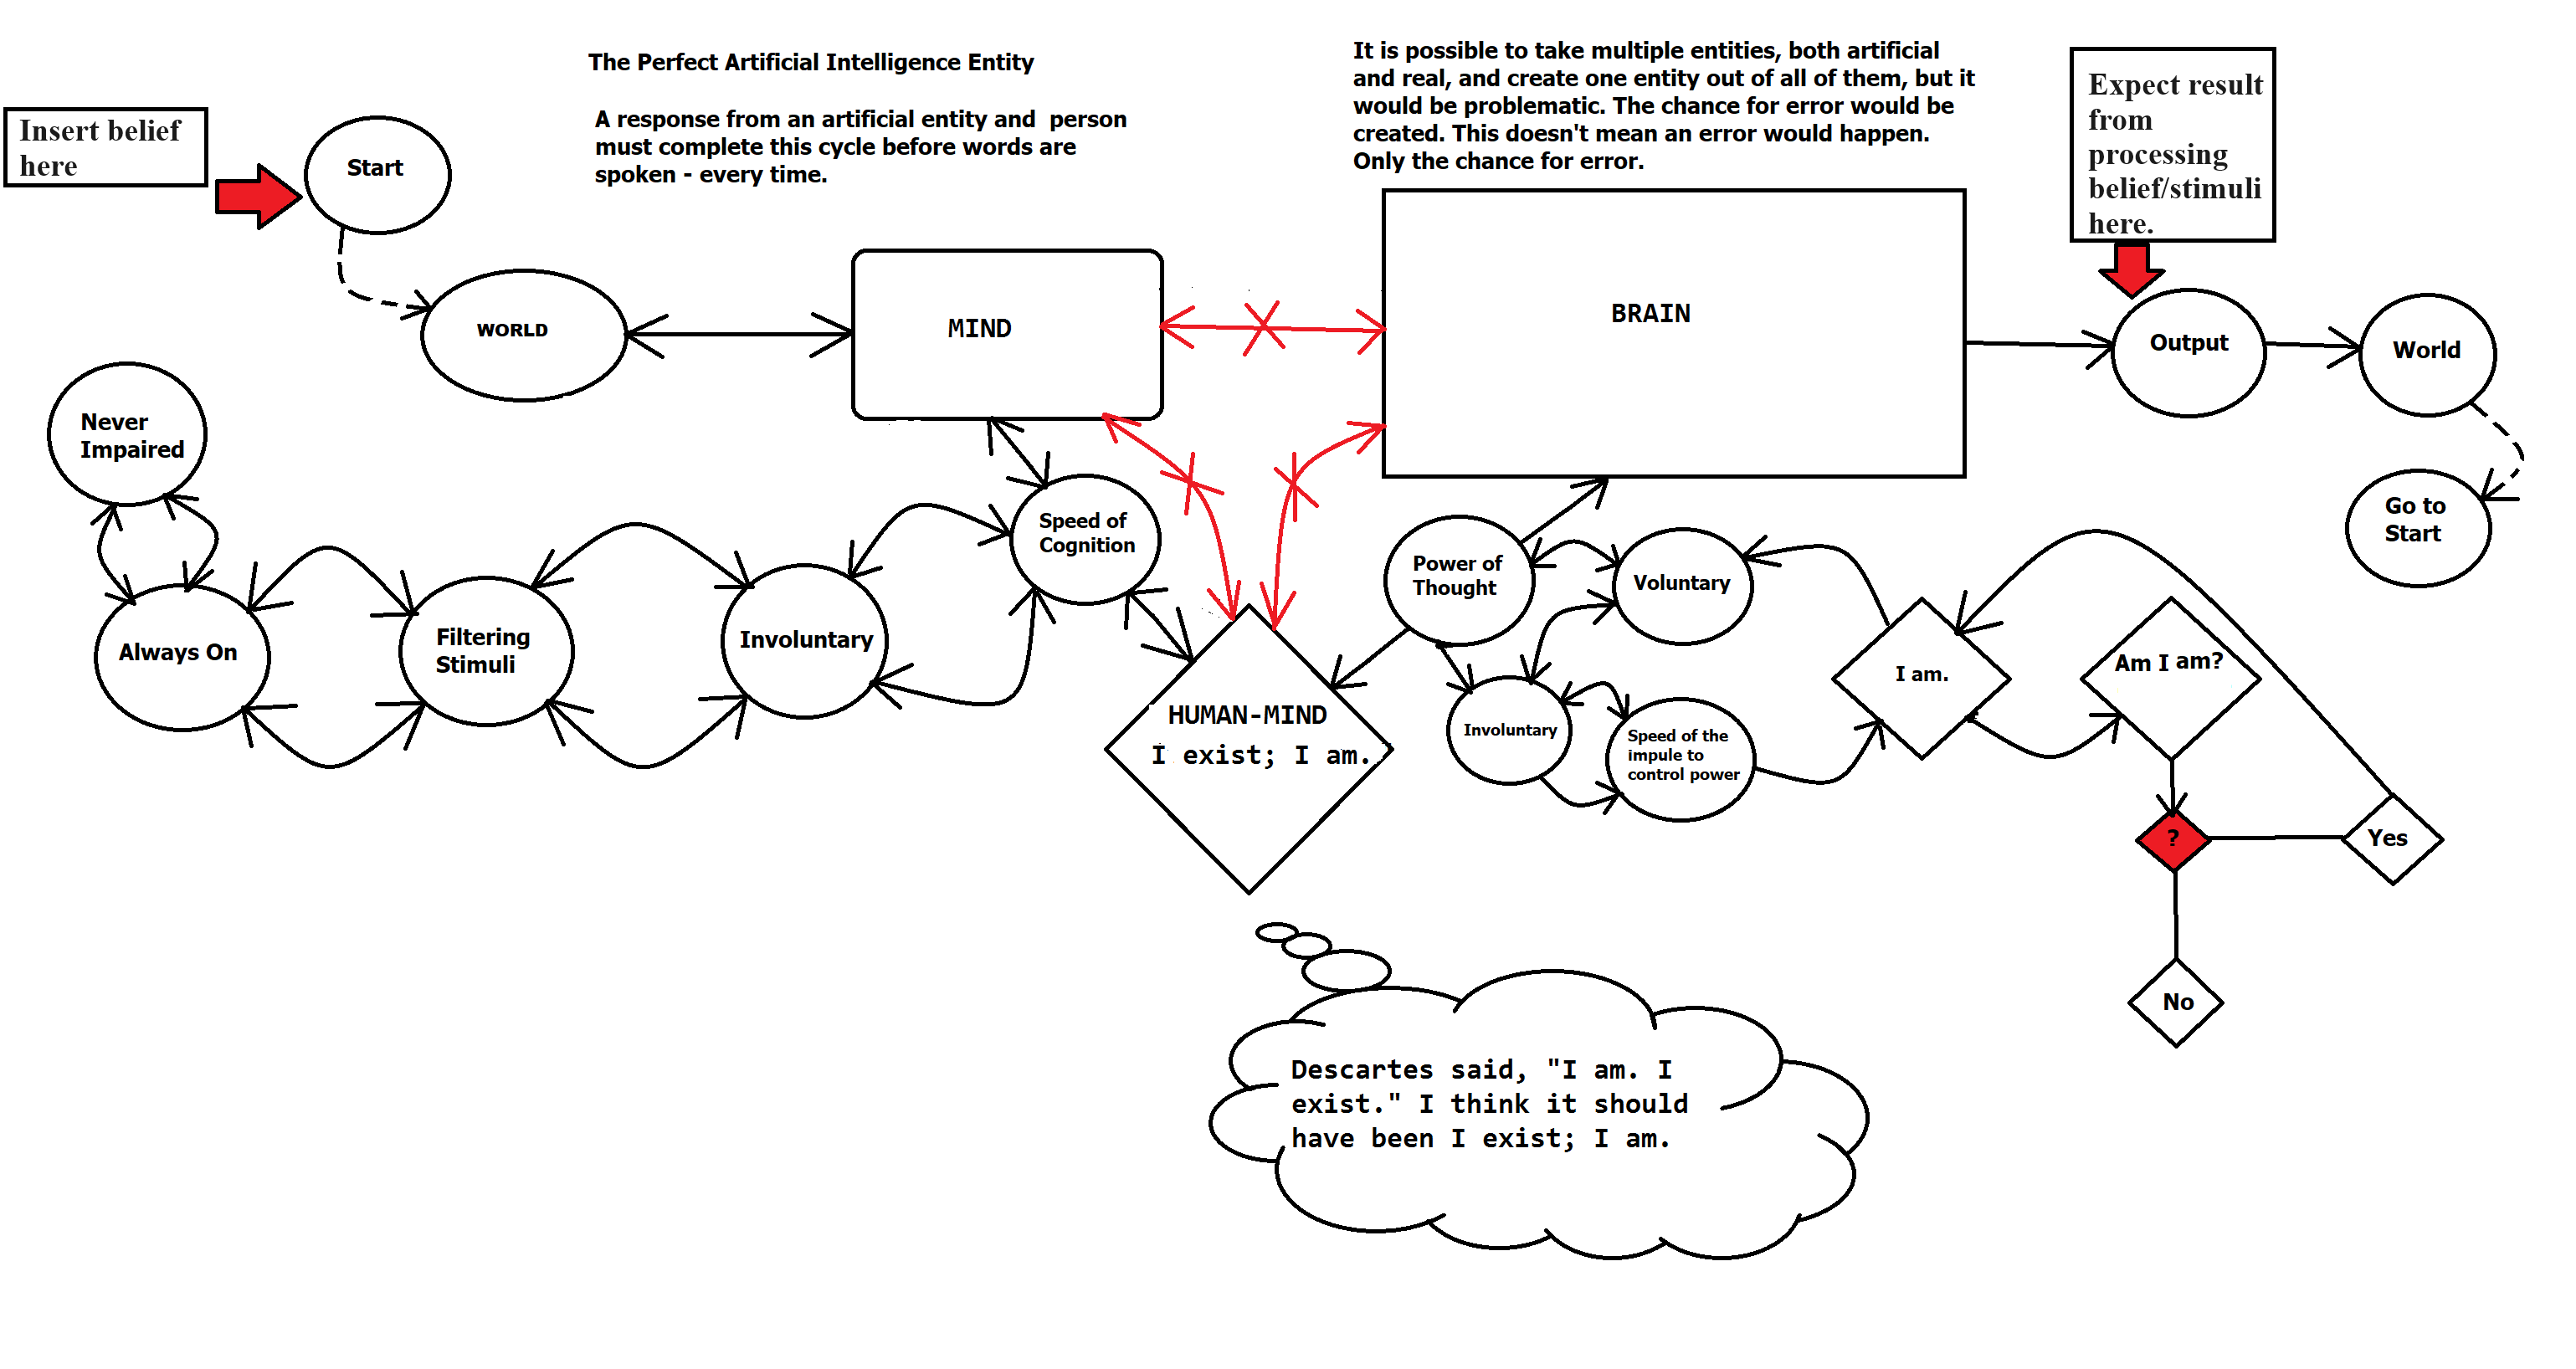 The Perfect Artificial Intelligence Entity
A response from an artificial entity and person
must complete this cycle before words are
spoken - every time.
It is possible to take multiple entities, both artificial
and real, and create one entity out of all of them, but it
would be problematic. The chance for error would be
created. This doesn't mean an error would happen.
Only the chance for error.
Expect result
from
processing
belief/stimuli
here.
Insert belief
here
Start
WORLD
MIND
BRAIN
Output
World
Go to
Start
Never
Impaired
Always On
Filtering
Stimuli
Involuntary
Speed of
Cognition
HUMAN-MIND
I exist; I am.
Power of
Thought
Voluntary
Involuntary
Speed of the
impule to
control power
I am.
Am I am?
?
Yes
No
Descartes said, "I am. I
exist." I think it should
have been I exist; I am.